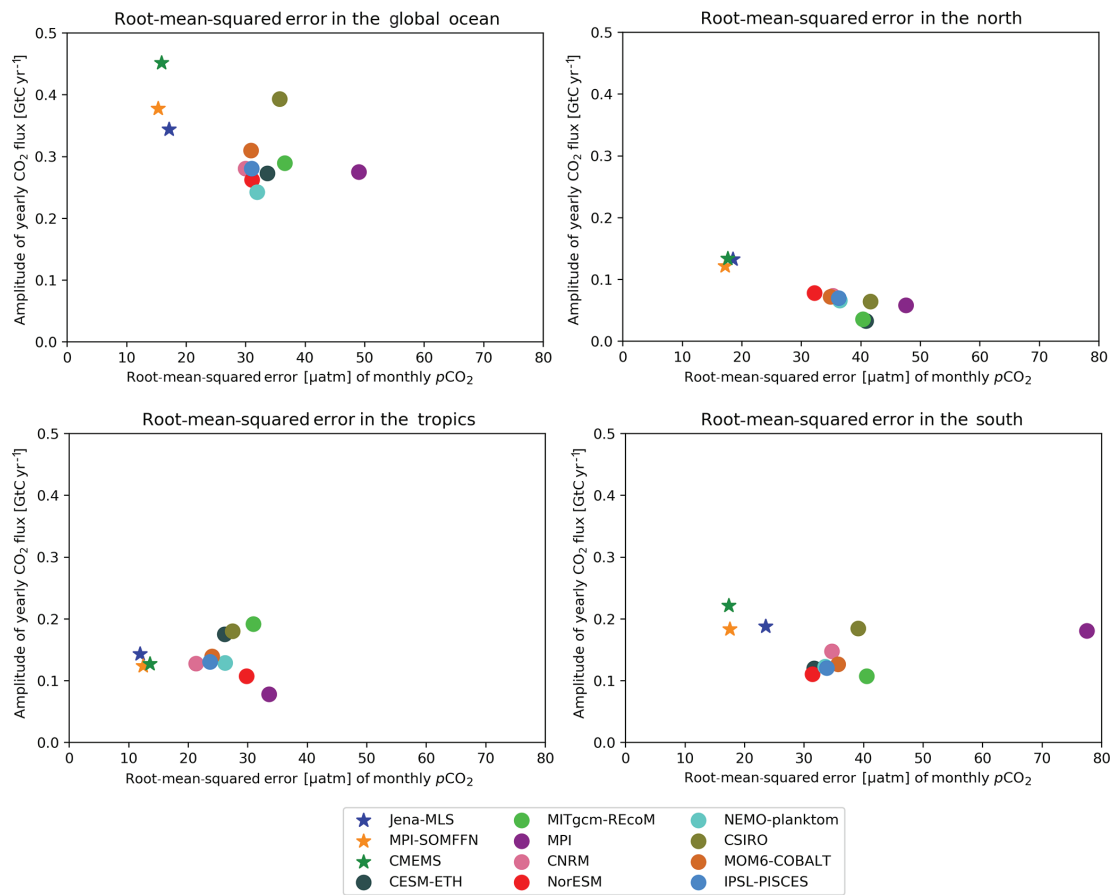 Root-mean-squared error in the global ocean
Amplitude of yearly CO₂ flux [GtC yr⁻¹]
0.5
0.4
0.3
0.2
0.1
0.0
0 10 20 30 40 50 60 70 80
Root-mean-squared error [µatm] of monthly pCO₂
Root-mean-squared error in the north
Amplitude of yearly CO₂ flux [GtC yr⁻¹]
0.5
0.4
0.3
0.2
0.1
0.0
0 10 20 30 40 50 60 70 80
Root-mean-squared error [µatm] of monthly pCO₂
Root-mean-squared error in the tropics
Amplitude of yearly CO₂ flux [GtC yr⁻¹]
0.5
0.4
0.3
0.2
0.1
0.0
0 10 20 30 40 50 60 70 80
Root-mean-squared error [µatm] of monthly pCO₂
Root-mean-squared error in the south
Amplitude of yearly CO₂ flux [GtC yr⁻¹]
0.5
0.4
0.3
0.2
0.1
0.0
0 10 20 30 40 50 60 70 80
Root-mean-squared error [µatm] of monthly pCO₂
Jena-MLS
MPI-SOMFFN
CMEMS
CESM-ETH
MITgcm-REcoM
MPI
CNRM
NorESM
NEMO-planktom
CSIRO
MOM6-COBALT
IPSL-PISCES